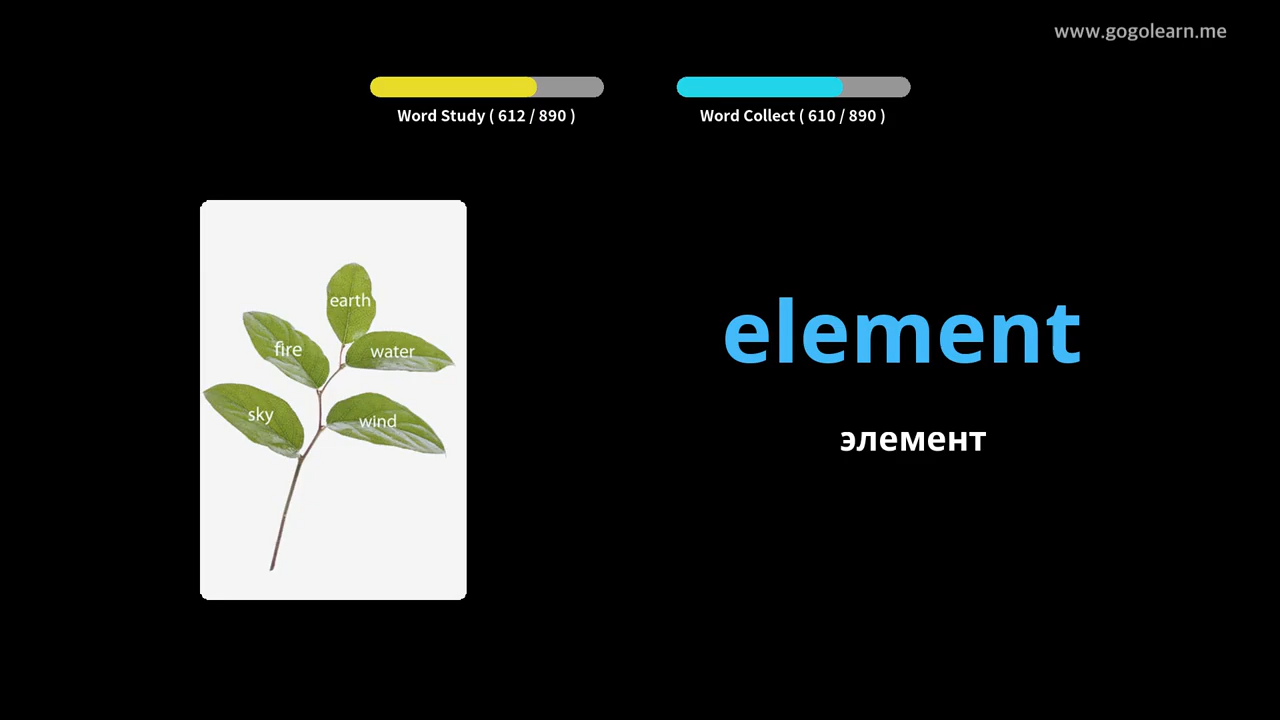 www.gogolearn.me
Word Study ( 612 / 890 )
Word Collect ( 610 / 890 )
earth
fire
water
sky
wind
element
элемент